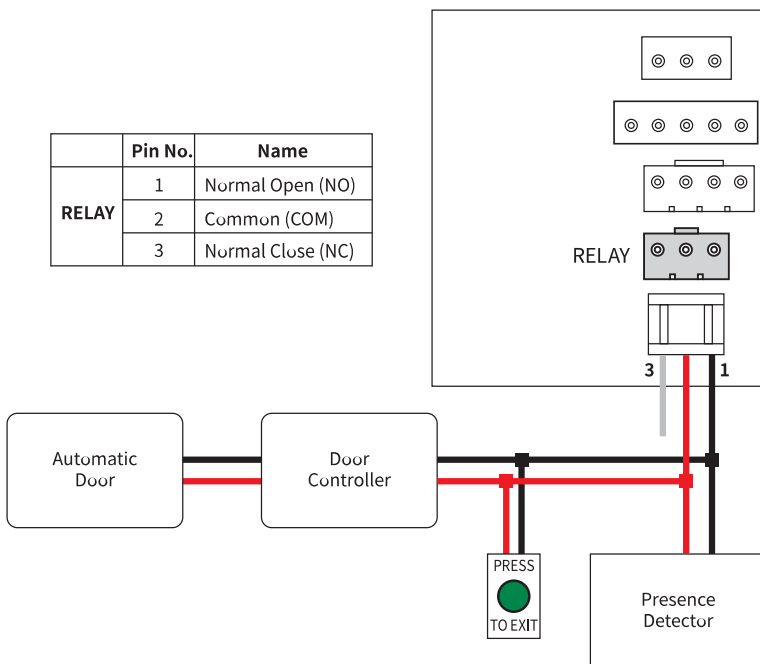 Pin No. Name
RELAY
1 Normal Open (NO)
2 Common (COM)
3 Normal Close (NC)
RELAY
3 1
Automatic
Door
Door
Controller
PRESS
TO EXIT
Presence
Detector